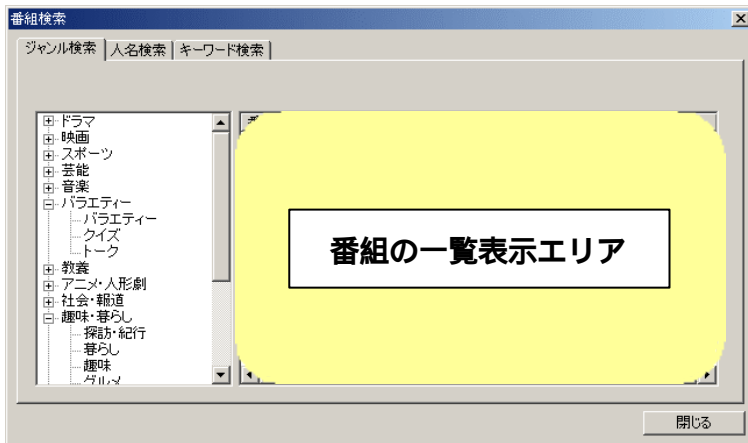 番組検索
ジャンル検索 人名検索 キーワード検索
ドラマ
映画
スポーツ
芸能
音楽
バラエティー
バラエティー
クイズ
トーク
教養
アニメ・人形劇
社会・報道
趣味・暮らし
探訪・紀行
暮らし
趣味
グルメ
番組の一覧表示エリア
閉じる